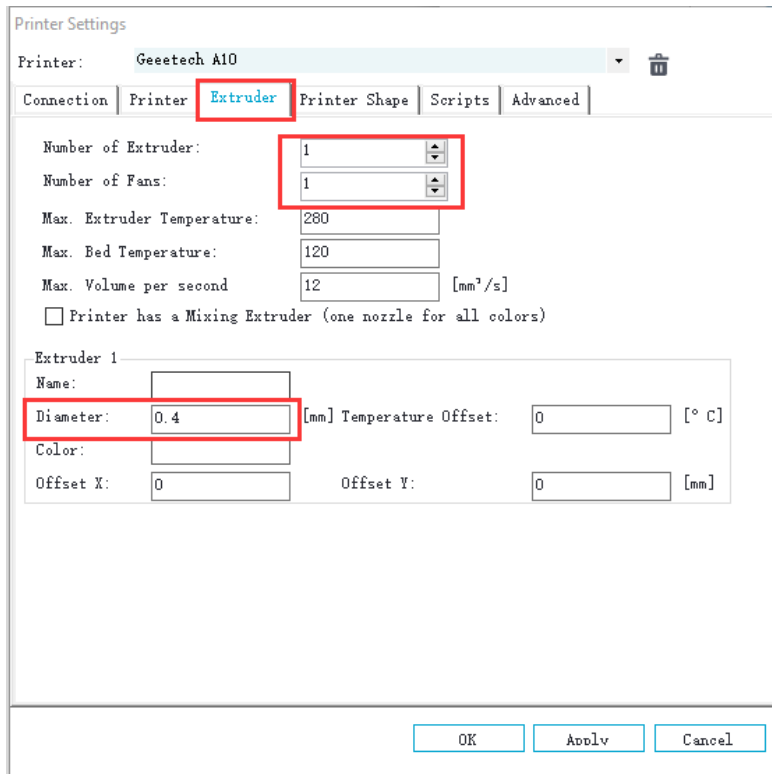 Printer Settings
Printer: Geeetech A10
Connection Printer Extruder Printer Shape Scripts Advanced
Number of Extruder: 1
Number of Fans: 1
Max. Extruder Temperature: 280
Max. Bed Temperature: 120
Max. Volume per second 12 [mm³/s]
Printer has a Mixing Extruder (one nozzle for all colors)
Extruder 1
Name:
Diameter: 0.4 [mm] Temperature Offset: 0 [° C]
Color:
Offset X: 0 Offset Y: 0 [mm]
OK Apply Cancel